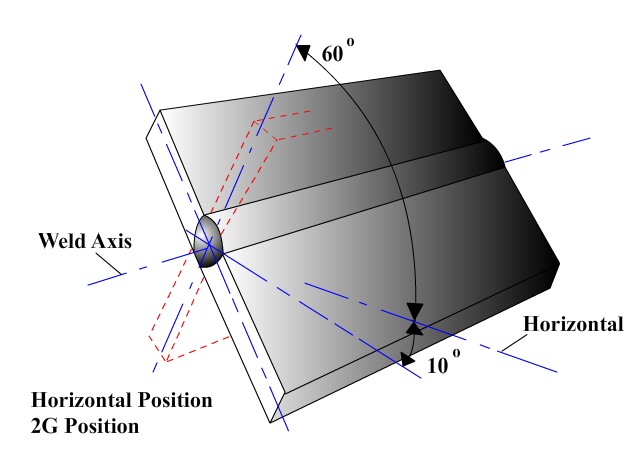 60 o
Weld Axis
Horizontal
10 o
Horizontal Position
2G Position